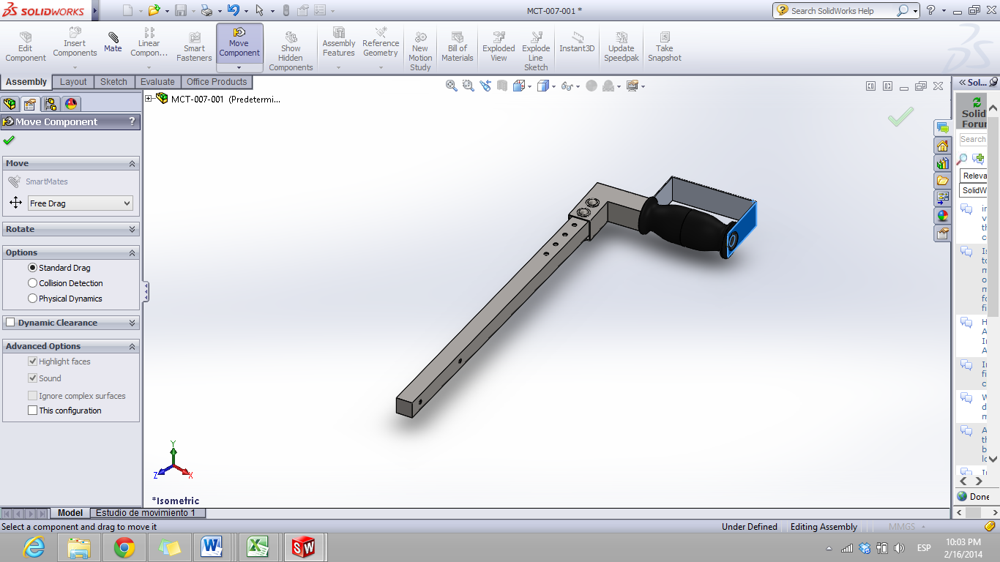 SOLIDWORKS
MCT-007-001 *
Search SolidWorks Help
Edit Component
Insert Components
Mate
Linear Compon...
Smart Fasteners
Move Component
Show Hidden Components
Assembly Features
Reference Geometry
New Motion Study
Bill of Materials
Exploded View
Explode Line Sketch
Instant3D
Update Speedpak
Take Snapshot
Assembly
Layout
Sketch
Evaluate
Office Products
MCT-007-001 (Predetermi...
Move Component
?
Move
SmartMates
Free Drag
Rotate
Options
Standard Drag
Collision Detection
Physical Dynamics
Dynamic Clearance
Advanced Options
Highlight faces
Sound
Ignore complex surfaces
This configuration
Y
Z
X
*Isometric
Sol...
Solid
Forur
Search
Releva
SolidW
Done
Model
Estudio de movimiento 1
Select a component and drag to move it
Under Defined
Editing Assembly
MMGS
ESP
10:03 PM
2/16/2014